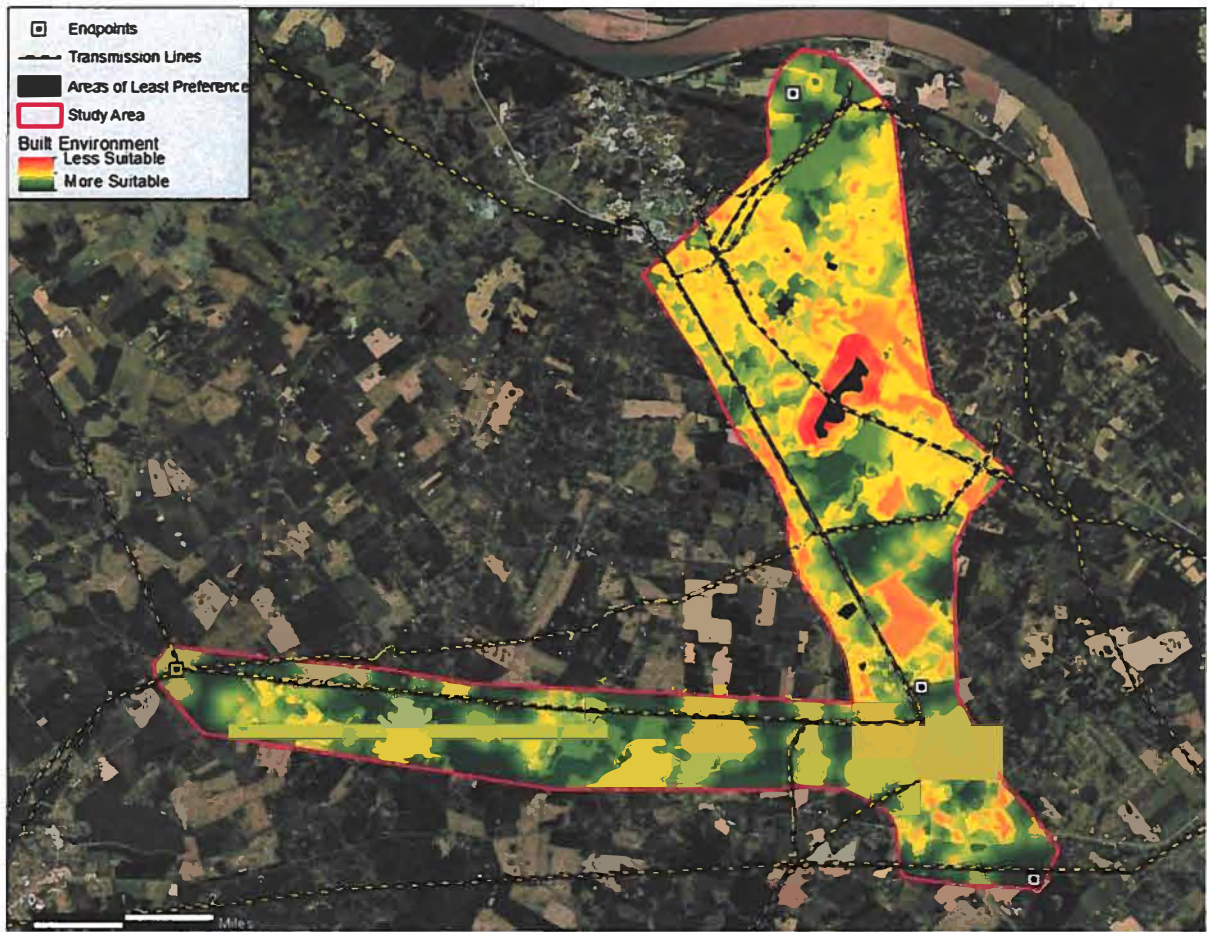 Endpoints
Transmission Lines
Areas of Least Preference
Study Area
Built Environment
Less Suitable
More Suitable
Miles